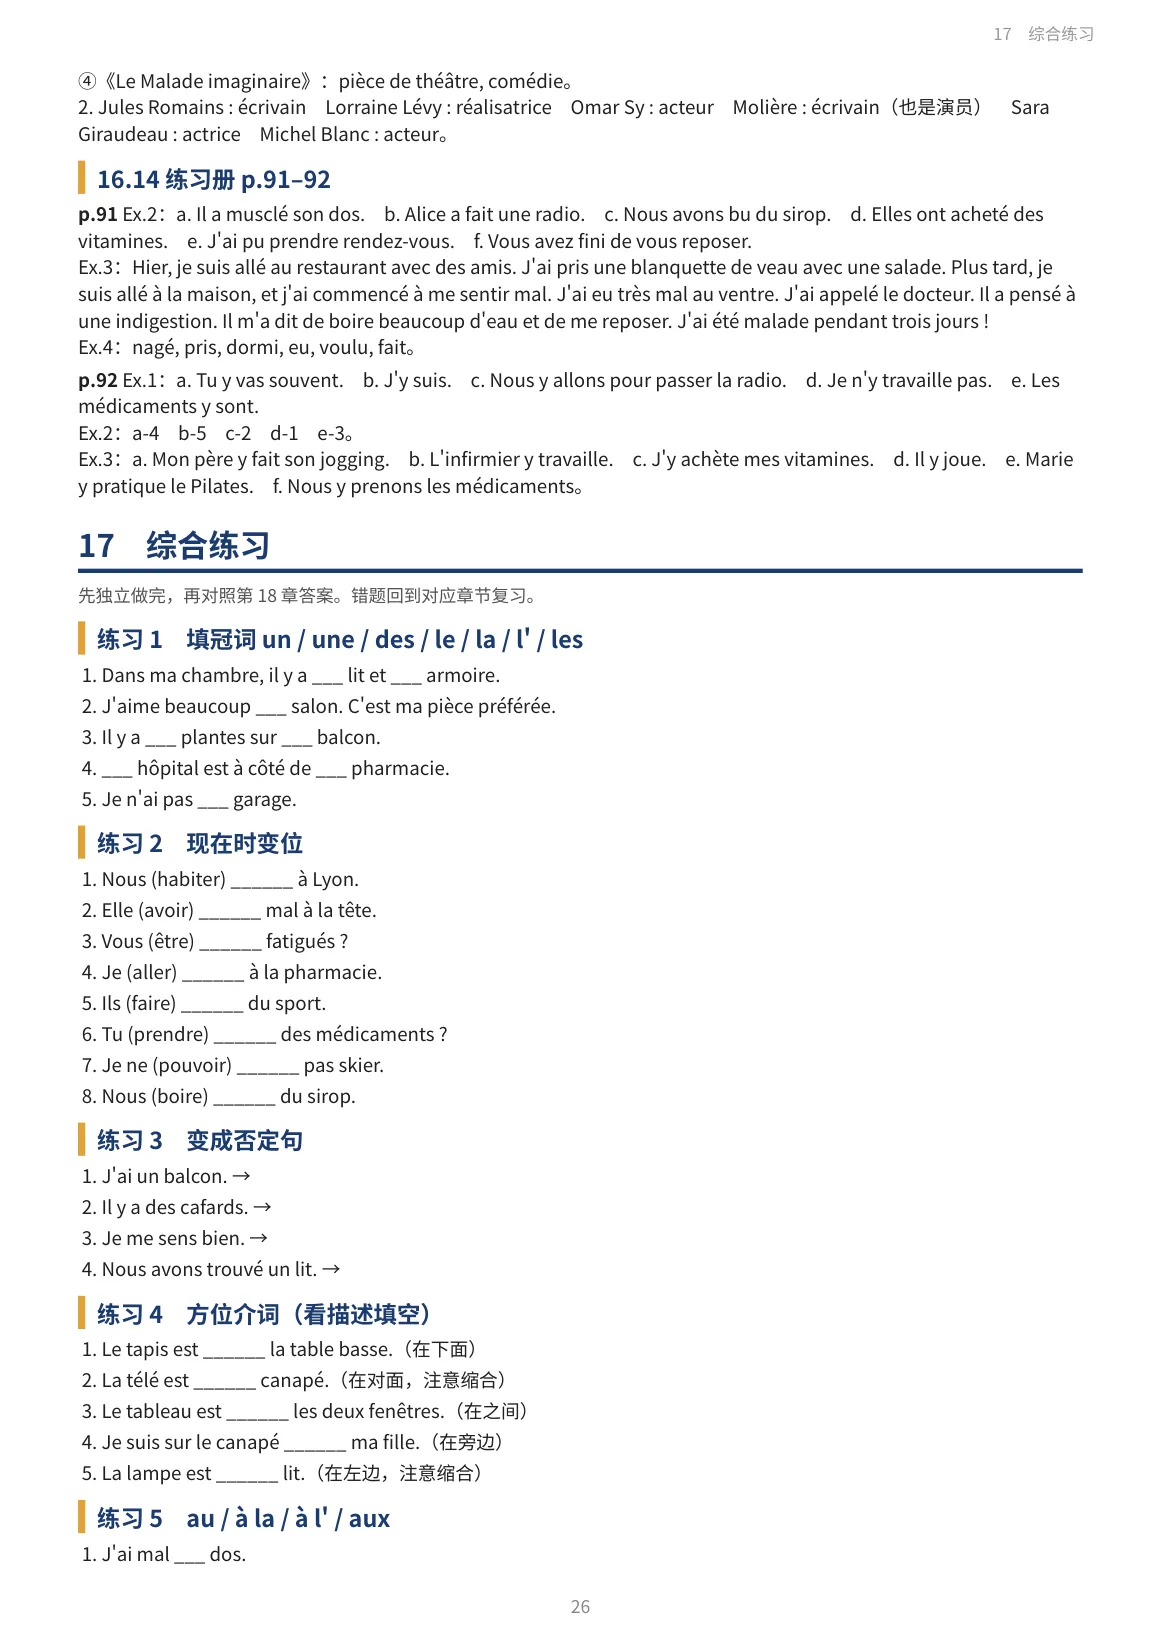 17 综合练习
④《Le Malade imaginaire》：pièce de théâtre, comédie。
2. Jules Romains : écrivain Lorraine Lévy : réalisatrice Omar Sy : acteur Molière : écrivain（也是演员） Sara
Giraudeau : actrice Michel Blanc : acteur。
16.14 练习册 p.91–92
p.91 Ex.2：a. Il a musclé son dos. b. Alice a fait une radio. c. Nous avons bu du sirop. d. Elles ont acheté des
vitamines. e. J'ai pu prendre rendez-vous. f. Vous avez fini de vous reposer.
Ex.3：Hier, je suis allé au restaurant avec des amis. J'ai pris une blanquette de veau avec une salade. Plus tard, je
suis allé à la maison, et j'ai commencé à me sentir mal. J'ai eu très mal au ventre. J'ai appelé le docteur. Il a pensé à
une indigestion. Il m'a dit de boire beaucoup d'eau et de me reposer. J'ai été malade pendant trois jours !
Ex.4：nagé, pris, dormi, eu, voulu, fait。
p.92 Ex.1：a. Tu y vas souvent. b. J'y suis. c. Nous y allons pour passer la radio. d. Je n'y travaille pas. e. Les
médicaments y sont.
Ex.2：a-4 b-5 c-2 d-1 e-3。
Ex.3：a. Mon père y fait son jogging. b. L'infirmier y travaille. c. J'y achète mes vitamines. d. Il y joue. e. Marie
y pratique le Pilates. f. Nous y prenons les médicaments。
17 综合练习
先独立做完，再对照第 18 章答案。错题回到对应章节复习。
练习 1 填冠词 un / une / des / le / la / l' / les
1. Dans ma chambre, il y a ___ lit et ___ armoire.
2. J'aime beaucoup ___ salon. C'est ma pièce préférée.
3. Il y a ___ plantes sur ___ balcon.
4. ___ hôpital est à côté de ___ pharmacie.
5. Je n'ai pas ___ garage.
练习 2 现在时变位
1. Nous (habiter) ______ à Lyon.
2. Elle (avoir) ______ mal à la tête.
3. Vous (être) ______ fatigués ?
4. Je (aller) ______ à la pharmacie.
5. Ils (faire) ______ du sport.
6. Tu (prendre) ______ des médicaments ?
7. Je ne (pouvoir) ______ pas skier.
8. Nous (boire) ______ du sirop.
练习 3 变成否定句
1. J'ai un balcon. →
2. Il y a des cafards. →
3. Je me sens bien. →
4. Nous avons trouvé un lit. →
练习 4 方位介词（看描述填空）
1. Le tapis est ______ la table basse.（在下面）
2. La télé est ______ canapé.（在对面，注意缩合）
3. Le tableau est ______ les deux fenêtres.（在之间）
4. Je suis sur le canapé ______ ma fille.（在旁边）
5. La lampe est ______ lit.（在左边，注意缩合）
练习 5 au / à la / à l' / aux
1. J'ai mal ___ dos.
26